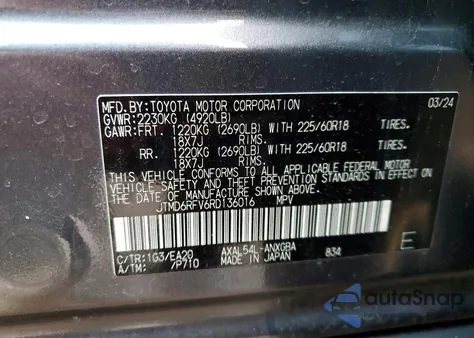 MFD.BY:TOYOTA MOTOR CORPORATION 03/24
GVWR:2230KG (4920LB)
GAWR:FRT. 1220KG (2690LB) WITH 225/60R18 TIRES.
18X7J RIMS.
RR. 1220KG (2690LB) WITH 225/60R18 TIRES.
18X7J RIMS.
THIS VEHICLE CONFORMS TO ALL APPLICABLE FEDERAL MOTOR
VEHICLE SAFETY AND BUMPER STANDARDS IN EFFECT ON
THE DATE OF MANUFACTURE SHOWN ABOVE.
JTMD6RFV6RD136016 MPV
C/TR:1G3/EA20 AXAL54L-ANXGBA 834 E
A/TM: /P710 MADE IN JAPAN
autoSnap